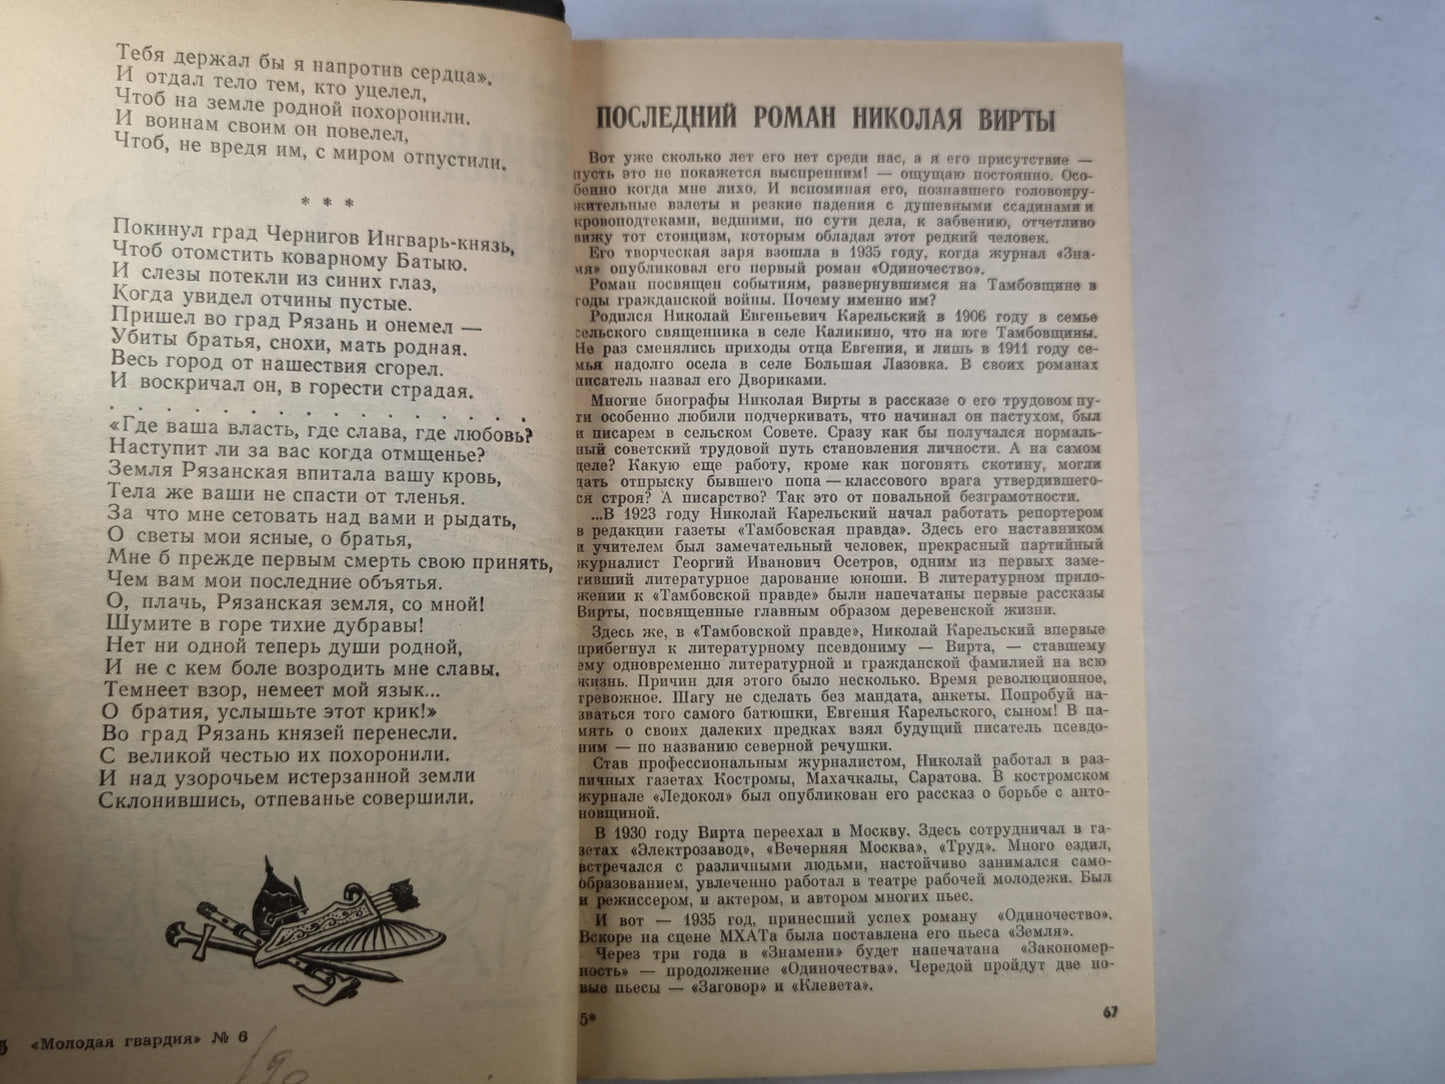 Тебя держал бы я напротив сердца».
И отдал тело тем, кто уцелел,
Чтоб на земле родной похоронили.
И воинам своим он повелел,
Чтоб, не вредя им, с миром отпустили.
* * *
Покинул град Чернигов Ингварь-князь,
Чтоб отомстить коварному Батыю.
И слезы потекли из синих глаз,
Когда увидел отчины пустые.
Пришел во град Рязань и онемел —
Убиты братья, снохи, мать родная.
Весь город от нашествия сгорел.
И воскричал он, в горести страдая.
. . . . . . . . . . . . . . . .
«Где ваша власть, где слава, где любовь?
Наступит ли за вас когда отмщенье?
Земля Рязанская впитала вашу кровь,
Тела же ваши не спасти от тленья.
За что мне сетовать над вами и рыдать,
О светы мои ясные, о братья,
Мне б прежде первым смерть свою принять,
Чем вам мои последние объятья.
О, плачь, Рязанская земля, со мной!
Шумите в горе тихие дубравы!
Нет ни одной теперь души родной,
И не с кем боле возродить мне славы.
Темнеет взор, немеет мой язык...
О братия, услышьте этот крик!»
Во град Рязань князей перенесли.
С великой честью их похоронили.
И над узорочьем истерзанной земли
Склонившись, отпеванье совершили.
5 «Молодая гвардия» № 6
ПОСЛЕДНИЙ РОМАН НИКОЛАЯ ВИРТЫ
Вот уже сколько лет его нет среди нас, а я его присутствие —
пусть это не покажется выспренним! — ощущаю постоянно. Осо-
бенно когда мне лихо. И вспоминая его, познавшего головокру-
жительные взлеты и резкие падения с душевными ссадинами и
кровоподтеками, ведшими, по сути дела, к забвению, отчетливо
вижу тот стоицизм, которым обладал этот редкий человек.
Его творческая заря взошла в 1935 году, когда журнал «Зна-
мя» опубликовал его первый роман «Одиночество».
Роман посвящен событиям, развернувшимся на Тамбовщине в
годы гражданской войны. Почему именно им?
Родился Николай Евгеньевич Карельский в 1906 году в семье
сельского священника в селе Каликино, что на юге Тамбовщины.
Не раз сменялись приходы отца Евгения, и лишь в 1911 году се-
мья надолго осела в селе Большая Лазовка. В своих романах
писатель назвал его Двориками.
Многие биографы Николая Вирты в рассказе о его трудовом пу-
ти особенно любили подчеркивать, что начинал он пастухом, был
и писарем в сельском Совете. Сразу как бы получался нормаль-
ный советский трудовой путь становления личности. А на самом
деле? Какую еще работу, кроме как погонять скотину, могли
дать отпрыску бывшего попа — классового врага утвердившего-
ся строя? А писарство? Так это от повальной безграмотности.
...В 1923 году Николай Карельский начал работать репортером
в редакции газеты «Тамбовская правда». Здесь его наставником
и учителем был замечательный человек, прекрасный партийный
журналист Георгий Иванович Осетров, одним из первых заме-
тивший литературное дарование юноши. В литературном прило-
жении к «Тамбовской правде» были напечатаны первые рассказы
Вирты, посвященные главным образом деревенской жизни.
Здесь же, в «Тамбовской правде», Николай Карельский впервые
прибегнул к литературному псевдониму — Вирта, — ставшему
ему одновременно литературной и гражданской фамилией на всю
жизнь. Причин для этого было несколько. Время революционное,
тревожное. Шагу не сделать без мандата, анкеты. Попробуй на-
зваться того самого батюшки, Евгения Карельского, сыном! В па-
мять о своих далеких предках взял будущий писатель псевдо-
ним — по названию северной речушки.
Став профессиональным журналистом, Николай работал в раз-
личных газетах Костромы, Махачкалы, Саратова. В костромском
журнале «Ледокол» был опубликован его рассказ о борьбе с анто-
новщиной.
В 1930 году Вирта переехал в Москву. Здесь сотрудничал в га-
зетах «Электрозавод», «Вечерняя Москва», «Труд». Много ездил,
встречался с различными людьми, настойчиво занимался само-
образованием, увлеченно работал в театре рабочей молодежи. Был
и режиссером, и актером, и автором многих пьес.
И вот — 1935 год, принесший успех роману «Одиночество».
Вскоре на сцене МХАТа была поставлена его пьеса «Земля».
Через три года в «Знамени» будет напечатана «Закономер-
ность» — продолжение «Одиночества». Чередой пройдут две но-
вые пьесы — «Заговор» и «Клевета».
5*
67